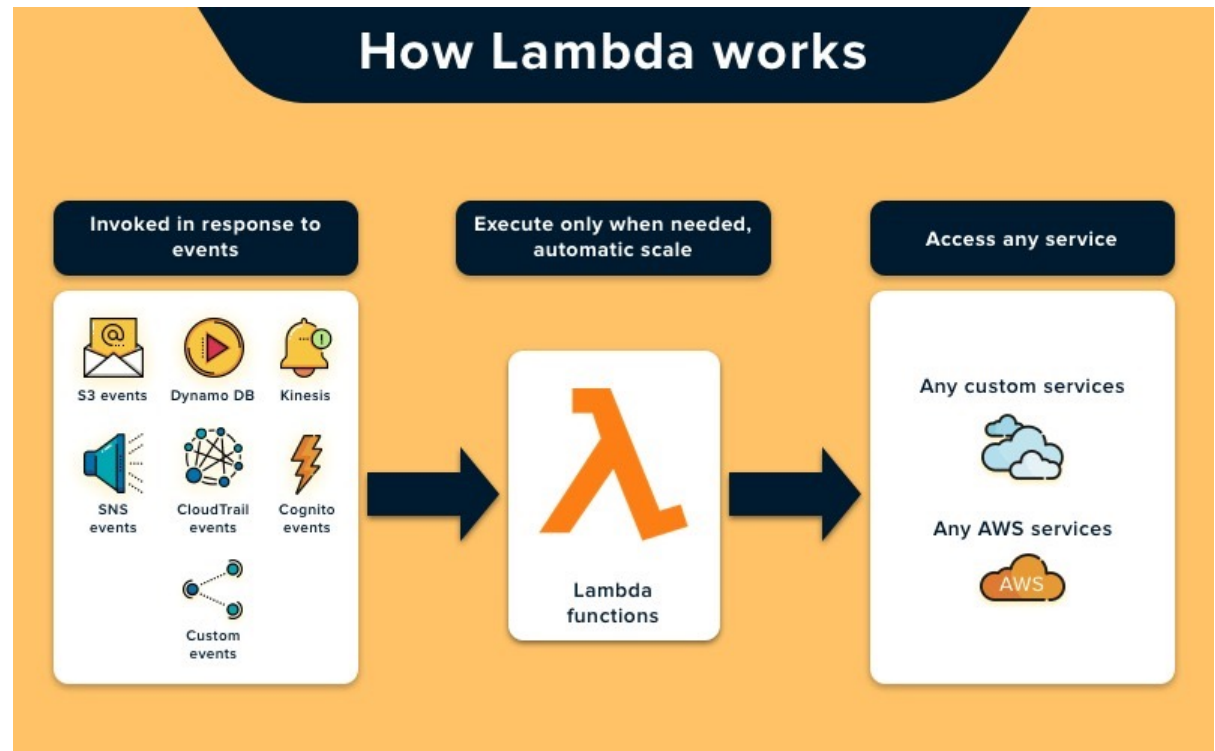 How Lambda works
Invoked in response to
events
Execute only when needed,
automatic scale
Access any service
S3 events
Dynamo DB
Kinesis
SNS
events
CloudTrail
events
Cognito
events
Custom
events
Lambda
functions
Any custom services
Any AWS services
AWS